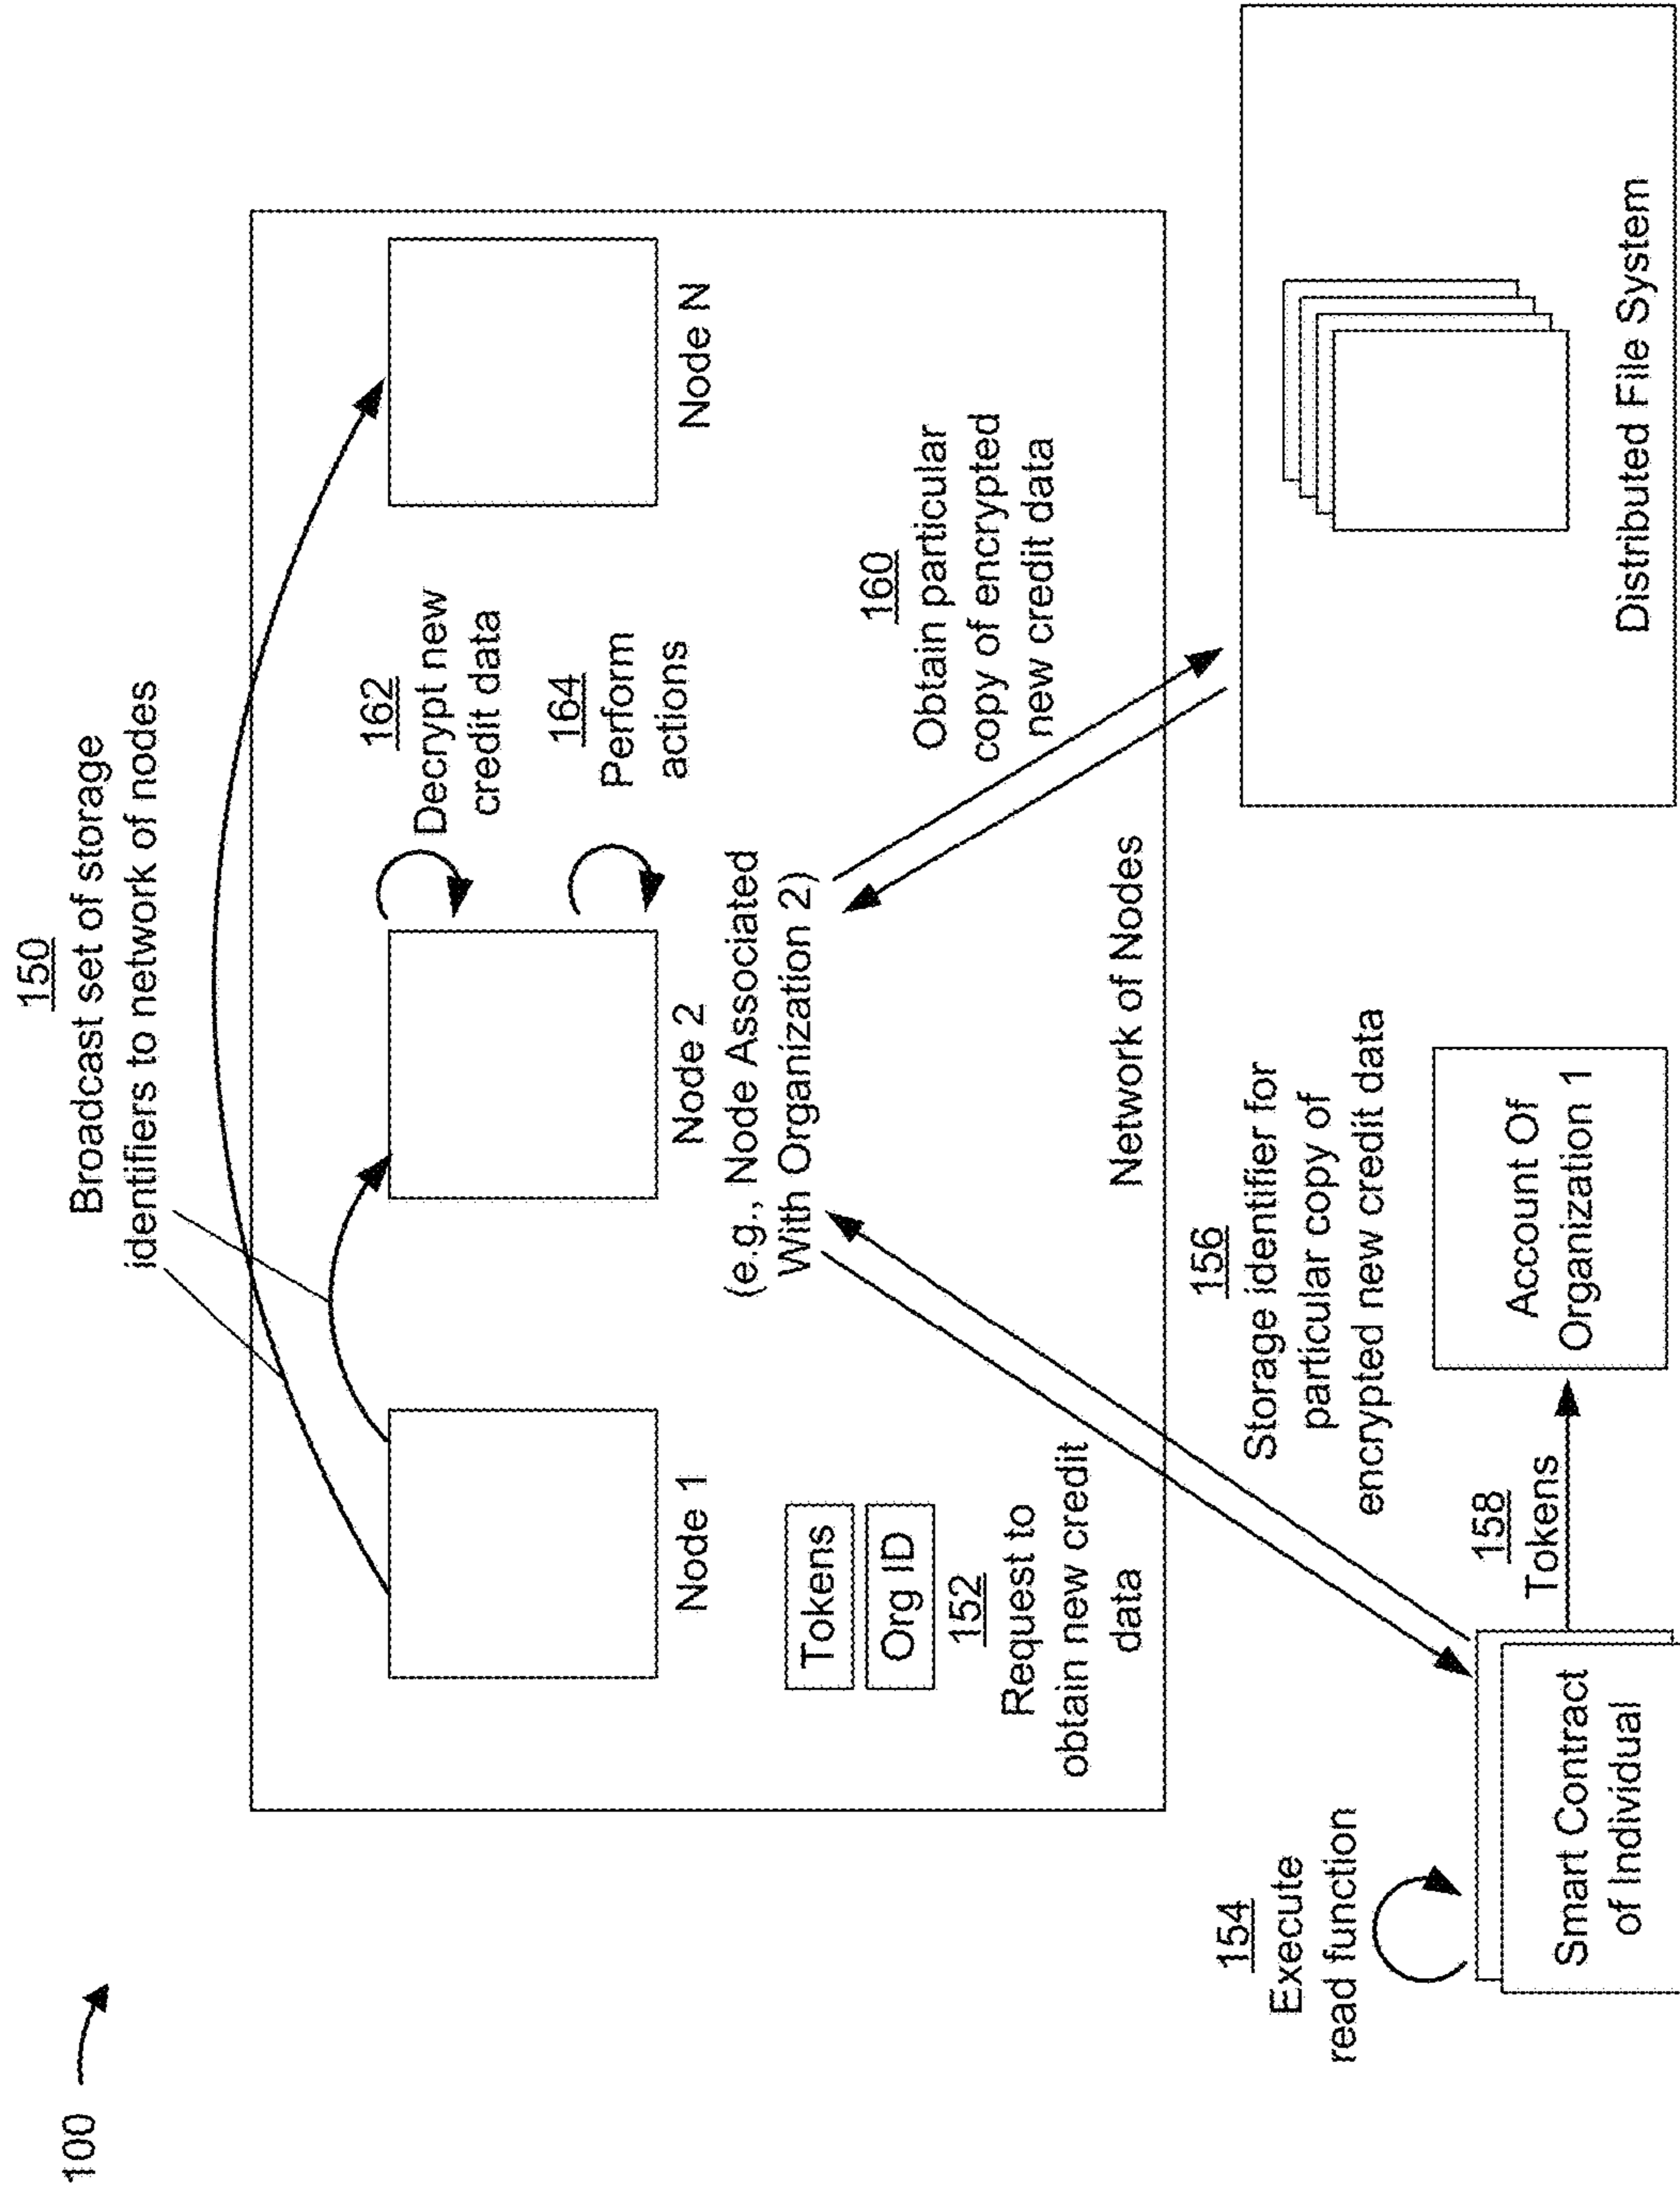 100
150
Broadcast set of storage
identifiers to network of nodes
Node 1
Node 2
(e.g., Node Associated
With Organization 2)
Node N
162
Decrypt new
credit data
164
Perform
actions
Tokens
Org ID
152
Request to
obtain new credit
data
160
Obtain particular
copy of encrypted
new credit data
Network of Nodes
154
Execute
read function
Smart Contract
of Individual
156
Storage identifier for
particular copy of
encrypted new credit data
158
Tokens
Account Of
Organization 1
Distributed File System